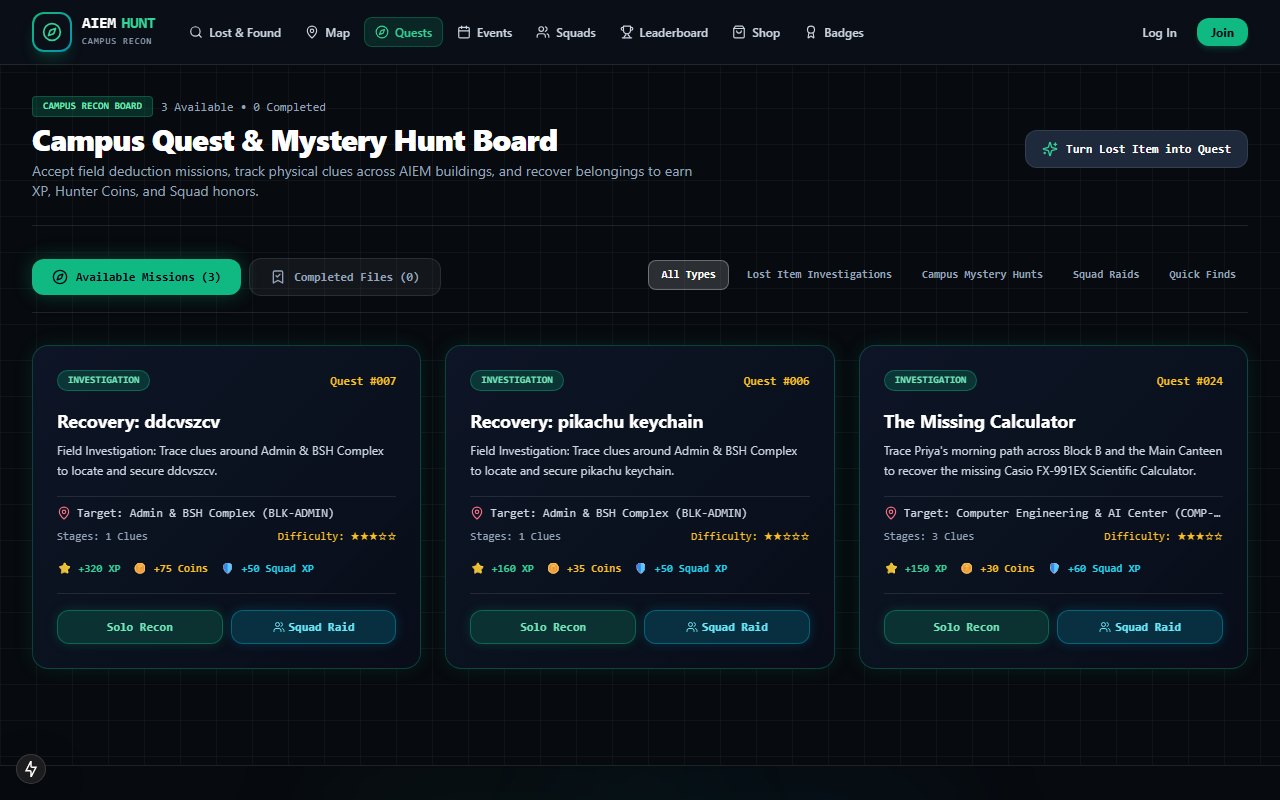 AIEM HUNT
CAMPUS RECON
Lost & Found
Map
Quests
Events
Squads
Leaderboard
Shop
Badges
Log In
Join
CAMPUS RECON BOARD
3 Available • 0 Completed
Campus Quest & Mystery Hunt Board
Accept field deduction missions, track physical clues across AIEM buildings, and recover belongings to earn
XP, Hunter Coins, and Squad honors.
Turn Lost Item into Quest
Available Missions (3)
Completed Files (0)
All Types
Lost Item Investigations
Campus Mystery Hunts
Squad Raids
Quick Finds
INVESTIGATION
Quest #007
Recovery: ddcvszcv
Field Investigation: Trace clues around Admin & BSH Complex
to locate and secure ddcvszcv.
Target: Admin & BSH Complex (BLK-ADMIN)
Stages: 1 Clues
Difficulty: ★★★☆☆
+320 XP
+75 Coins
+50 Squad XP
Solo Recon
Squad Raid
INVESTIGATION
Quest #006
Recovery: pikachu keychain
Field Investigation: Trace clues around Admin & BSH Complex
to locate and secure pikachu keychain.
Target: Admin & BSH Complex (BLK-ADMIN)
Stages: 1 Clues
Difficulty: ★★☆☆☆
+160 XP
+35 Coins
+50 Squad XP
Solo Recon
Squad Raid
INVESTIGATION
Quest #024
The Missing Calculator
Trace Priya's morning path across Block B and the Main Canteen
to recover the missing Casio FX-991EX Scientific Calculator.
Target: Computer Engineering & AI Center (COMP-…
Stages: 3 Clues
Difficulty: ★★★☆☆
+150 XP
+30 Coins
+60 Squad XP
Solo Recon
Squad Raid